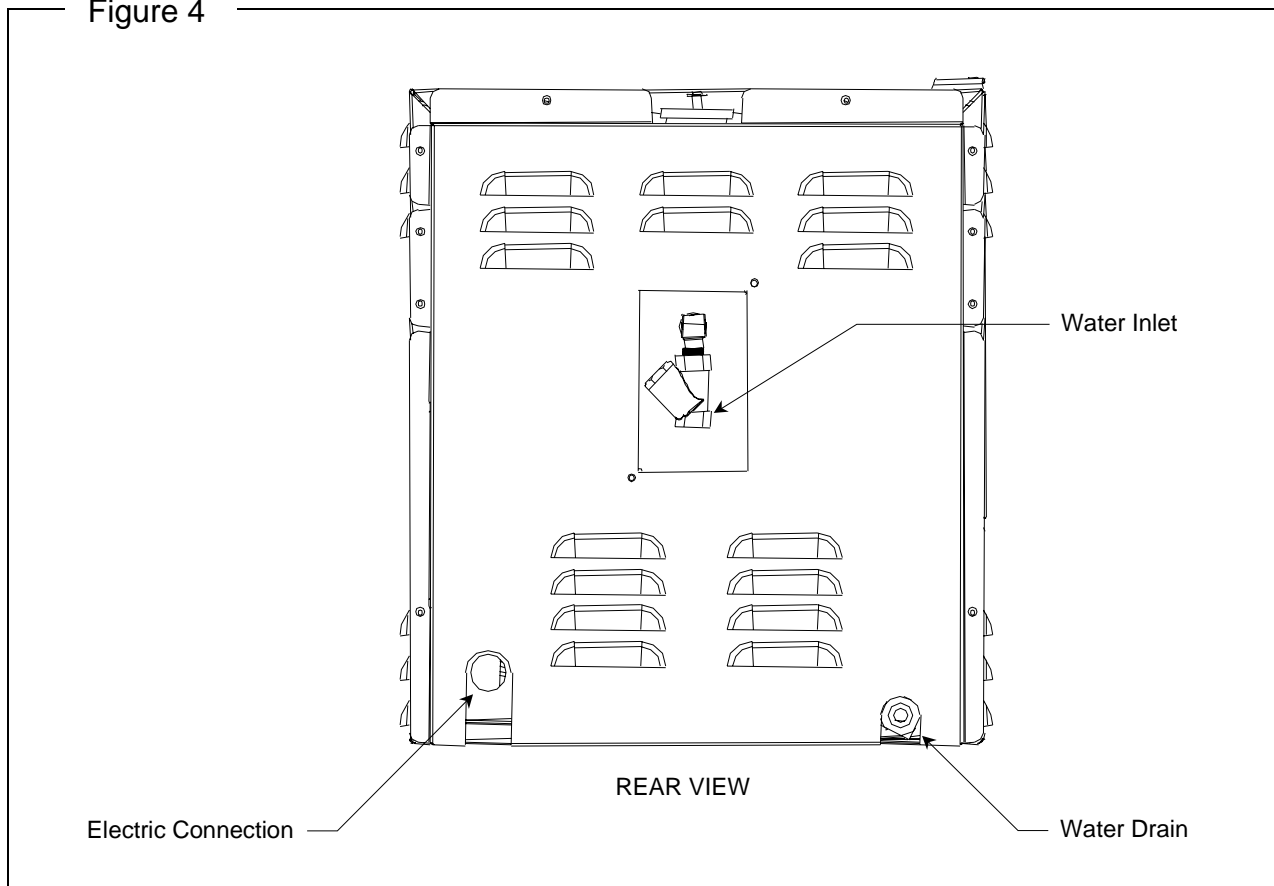 Figure 4
Water Inlet
REAR VIEW
Electric Connection
Water Drain